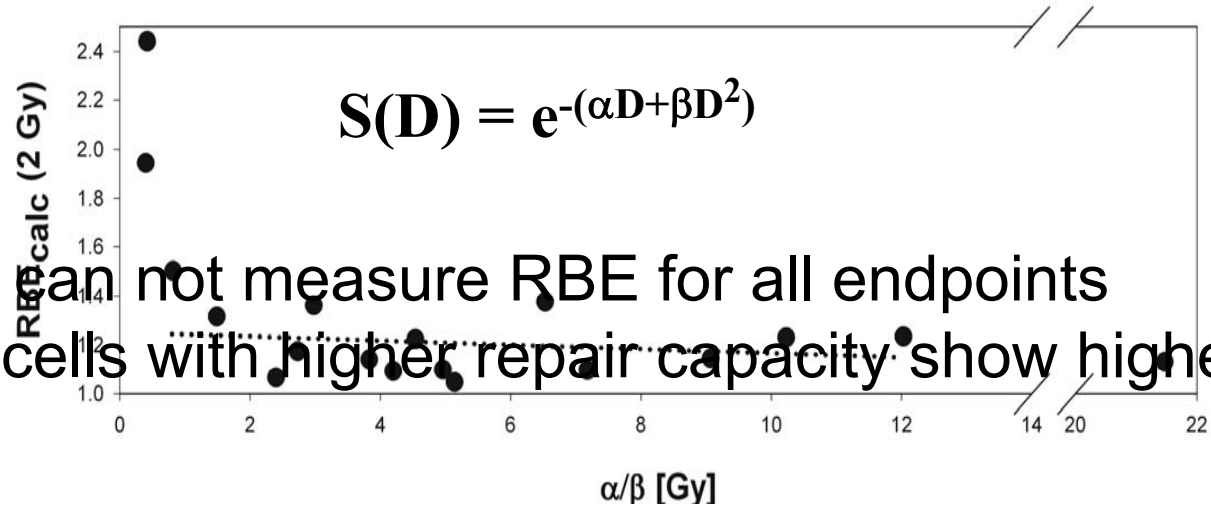 2.4
S(D) = e-(αD+βD2)
2.2
2.0
1.8
1.6
can not measure RBE for all endpoints
1.4
cells with higher repair capacity show highe
1.2
1.0
RBEcalc (2 Gy)
0 2 4 6 8 10 12 14 20 22
α/β [Gy]